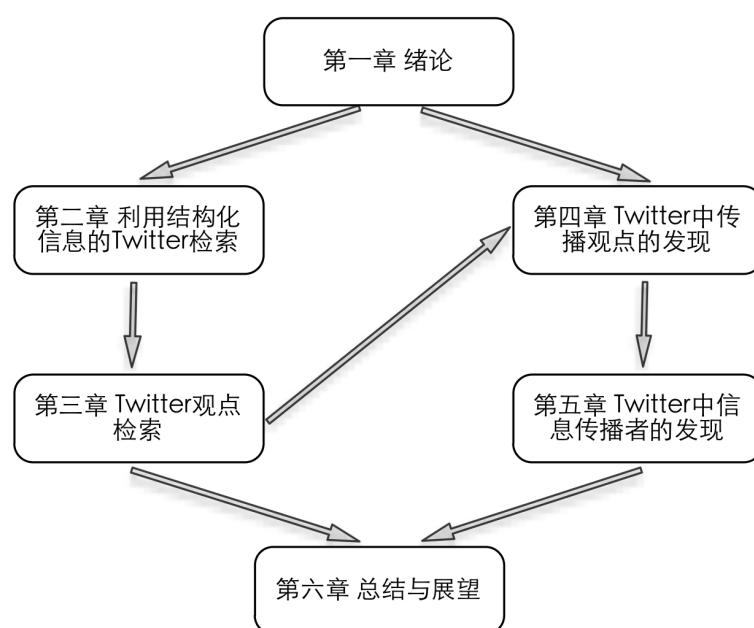 第一章 绪论
第二章 利用结构化
信息的Twitter检索
第四章 Twitter中传
播观点的发现
第三章 Twitter观点
检索
第五章 Twitter中信
息传播者的发现
第六章 总结与展望